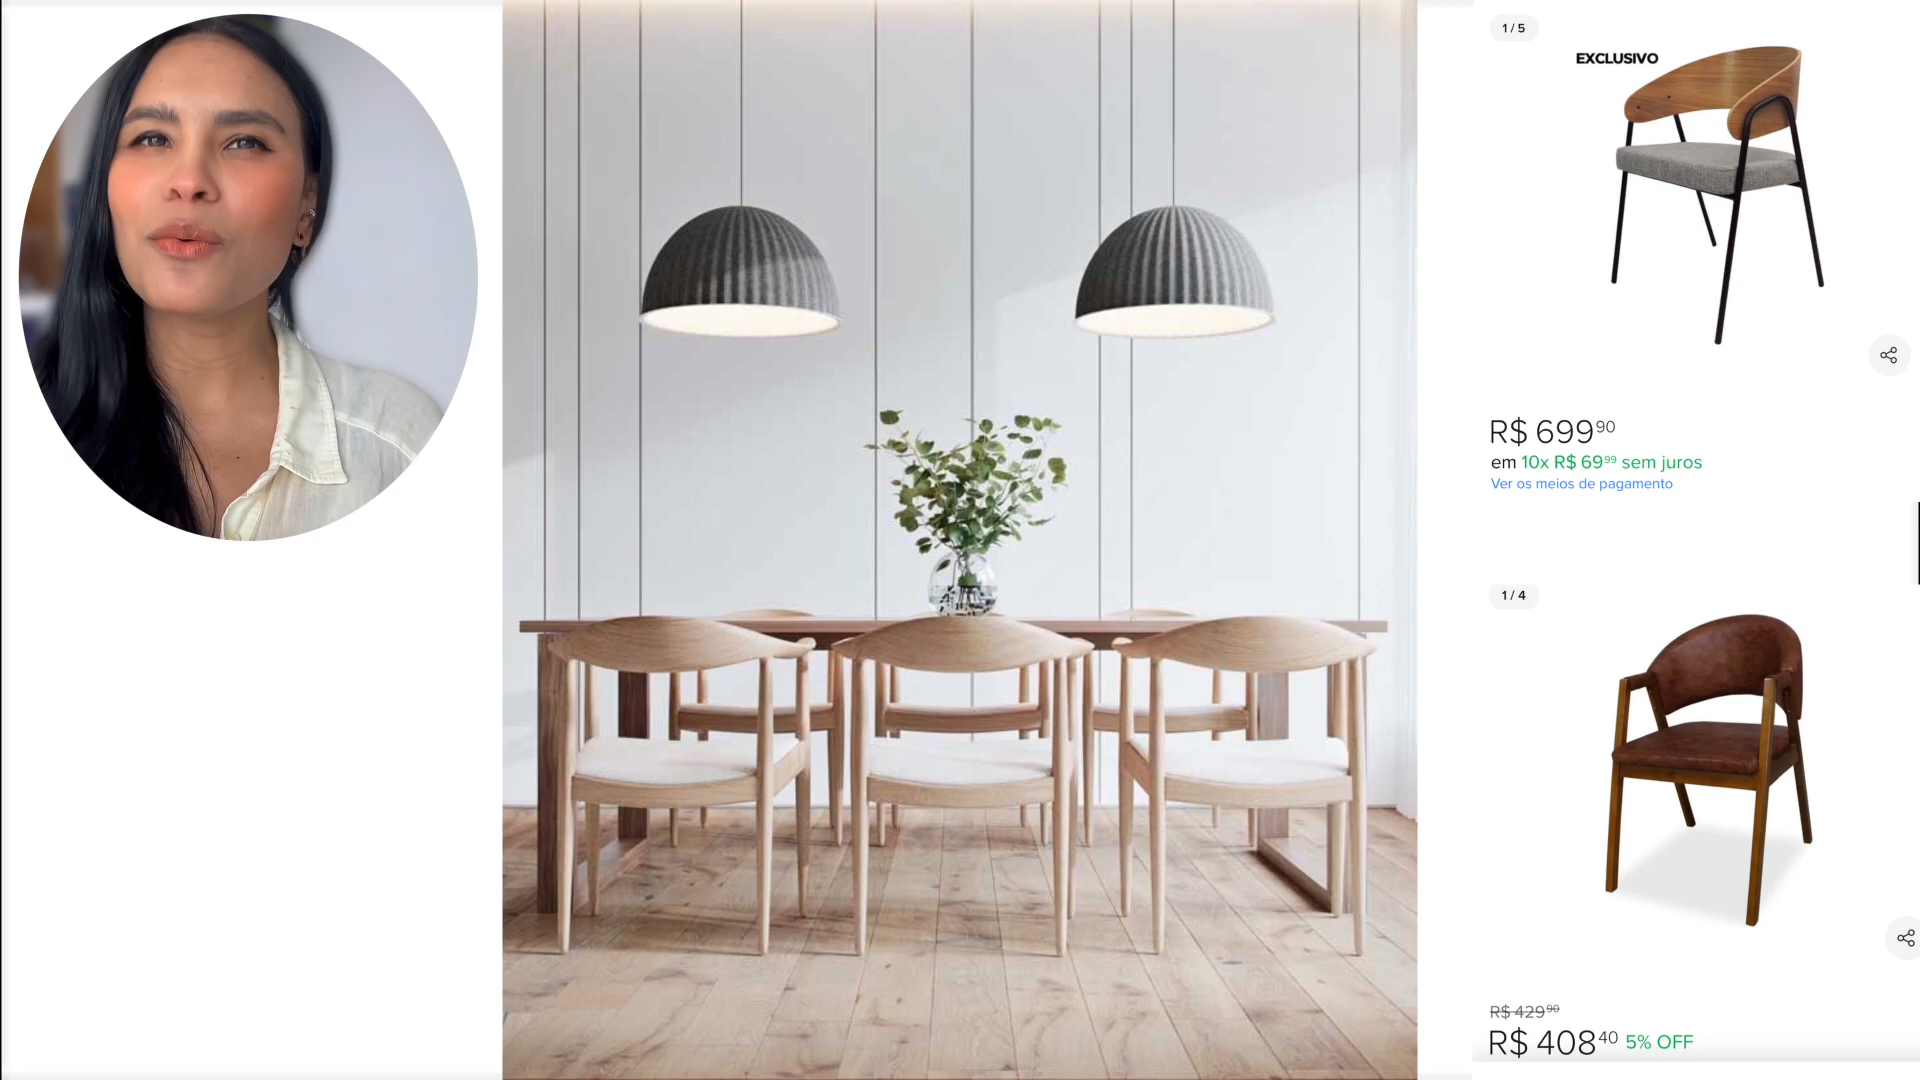 1 / 5
EXCLUSIVO
R$ 699⁹⁰
em 10x R$ 69⁹⁹ sem juros
Ver os meios de pagamento
1 / 4
R$ 429⁹⁰
R$ 408⁴⁰ 5% OFF